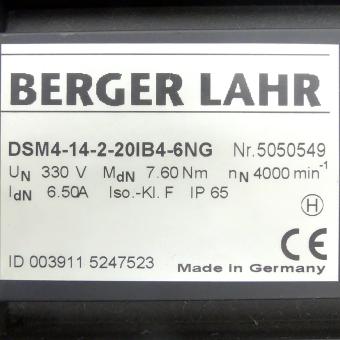 BERGER LAHR
DSM4-14-2-20IB4-6NG Nr.5050549
UN 330 V MdN 7.60 Nm nN 4000 min-1
IdN 6.50A Iso.-Kl. F IP 65
H
CE
ID 003911 5247523 Made in Germany